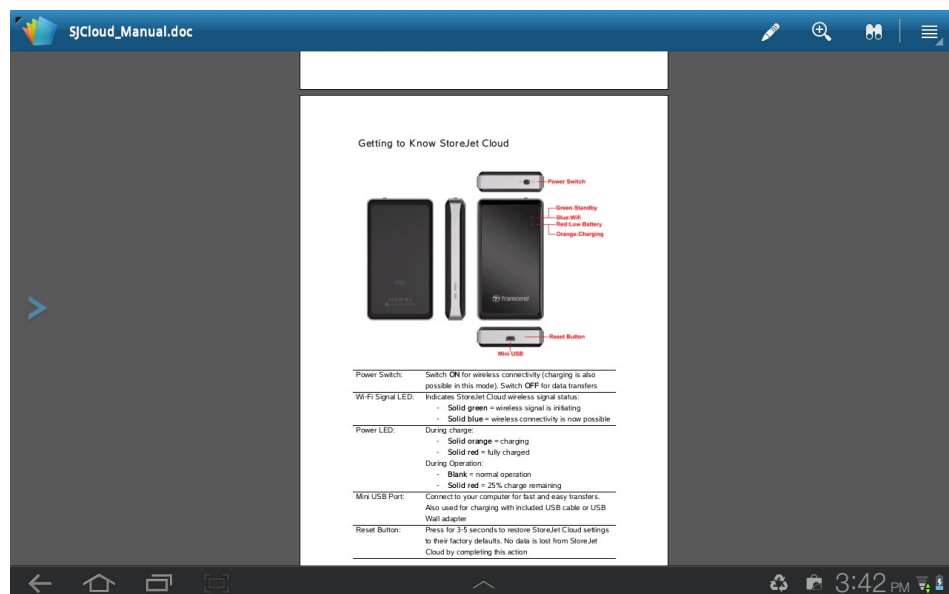 SJCloud_Manual.doc
Getting to Know StoreJet Cloud
Power Switch
Green:Standby
Blue:Wifi
Red:Low Battery
Orange:Charging
Transcend
Reset Button
Mini USB
Power Switch: Switch ON for wireless connectivity (charging is also
possible in this mode). Switch OFF for data transfers
Wi-Fi Signal LED: Indicates StoreJet Cloud wireless signal status:
- Solid green = wireless signal is initiating
- Solid blue = wireless connectivity is now possible
Power LED: During charge:
- Solid orange = charging
- Solid red = fully charged
During Operation:
- Blank = normal operation
- Solid red = 25% charge remaining
Mini USB Port: Connect to your computer for fast and easy transfers.
Also used for charging with included USB cable or USB
Wall adapter
Reset Button: Press for 3-5 seconds to restore StoreJet Cloud settings
to their factory defaults. No data is lost from StoreJet
Cloud by completing this action
3:42 PM